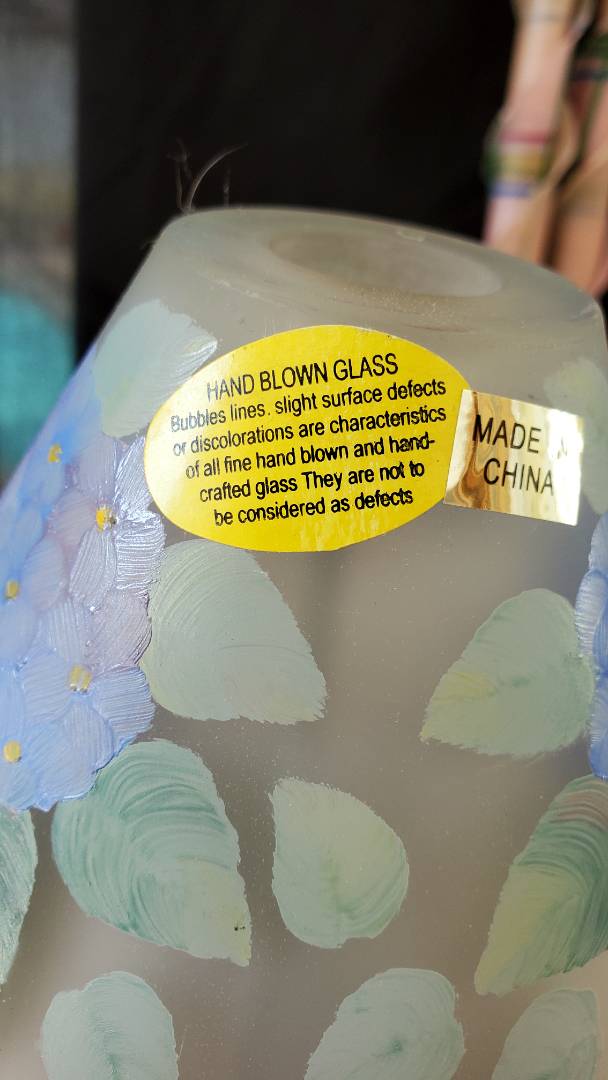 HAND BLOWN GLASS
Bubbles lines. slight surface defects
or discolorations are characteristics
of all fine hand blown and hand-
crafted glass They are not to
be considered as defects
MADE IN
CHINA